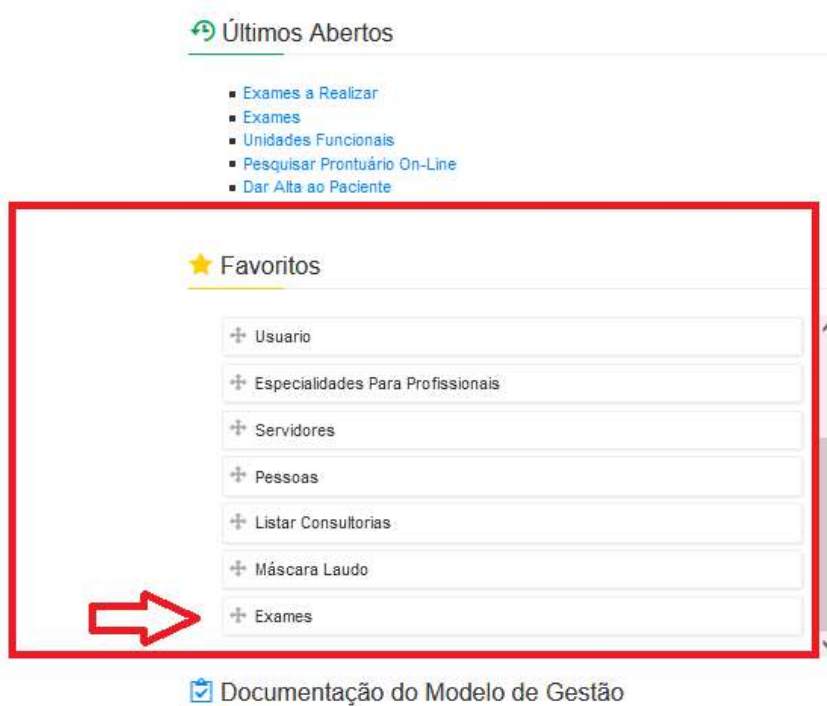 Últimos Abertos
Exames a Realizar
Exames
Unidades Funcionais
Pesquisar Prontuário On-Line
Dar Alta ao Paciente
Favoritos
Usuario
Especialidades Para Profissionais
Servidores
Pessoas
Listar Consultorias
Máscara Laudo
Exames
Documentação do Modelo de Gestão